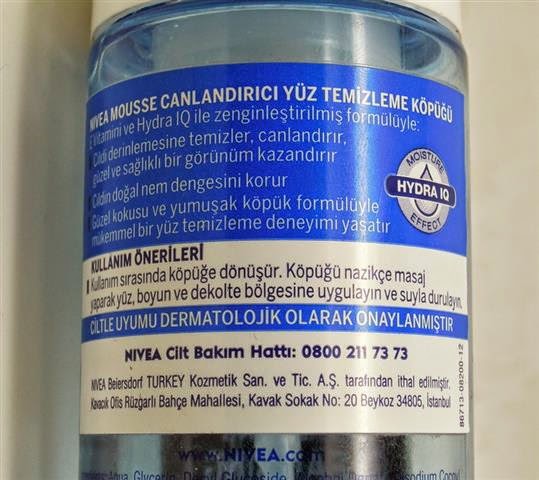 NIVEA MOUSSE CANLANDIRICI YÜZ TEMİZLEME KÖPÜĞÜ
E Vitamini ve Hydra IQ ile zenginleştirilmiş formülüyle:
Cildi derinlemesine temizler, canlandırır,
güzel ve sağlıklı bir görünüm kazandırır
Cildin doğal nem dengesini korur
Güzel kokusu ve yumuşak köpük formülüyle
mükemmel bir yüz temizleme deneyimi yaşatır
MOISTURE
HYDRA IQ
EFFECT
KULLANIM ÖNERİLERİ
Kullanım sırasında köpüğe dönüşür. Köpüğü nazikçe masaj
yaparak yüz, boyun ve dekolte bölgesine uygulayın ve suyla durulayın.
CİLTLE UYUMU DERMATOLOJİK OLARAK ONAYLANMIŞTIR
NIVEA Cilt Bakım Hattı: 0800 211 73 73
NIVEA Beiersdorf TURKEY Kozmetik San. ve Tic. A.Ş. tarafından ithal edilmiştir.
Kavacık Ofis Rüzgarlı Bahçe Mahallesi, Kavak Sokak No: 20 Beykoz 34805, İstanbul
86713-08200-12
www.NIVEA.com
Aqua, Glycerin, Decyl Glucoside, Alcohol